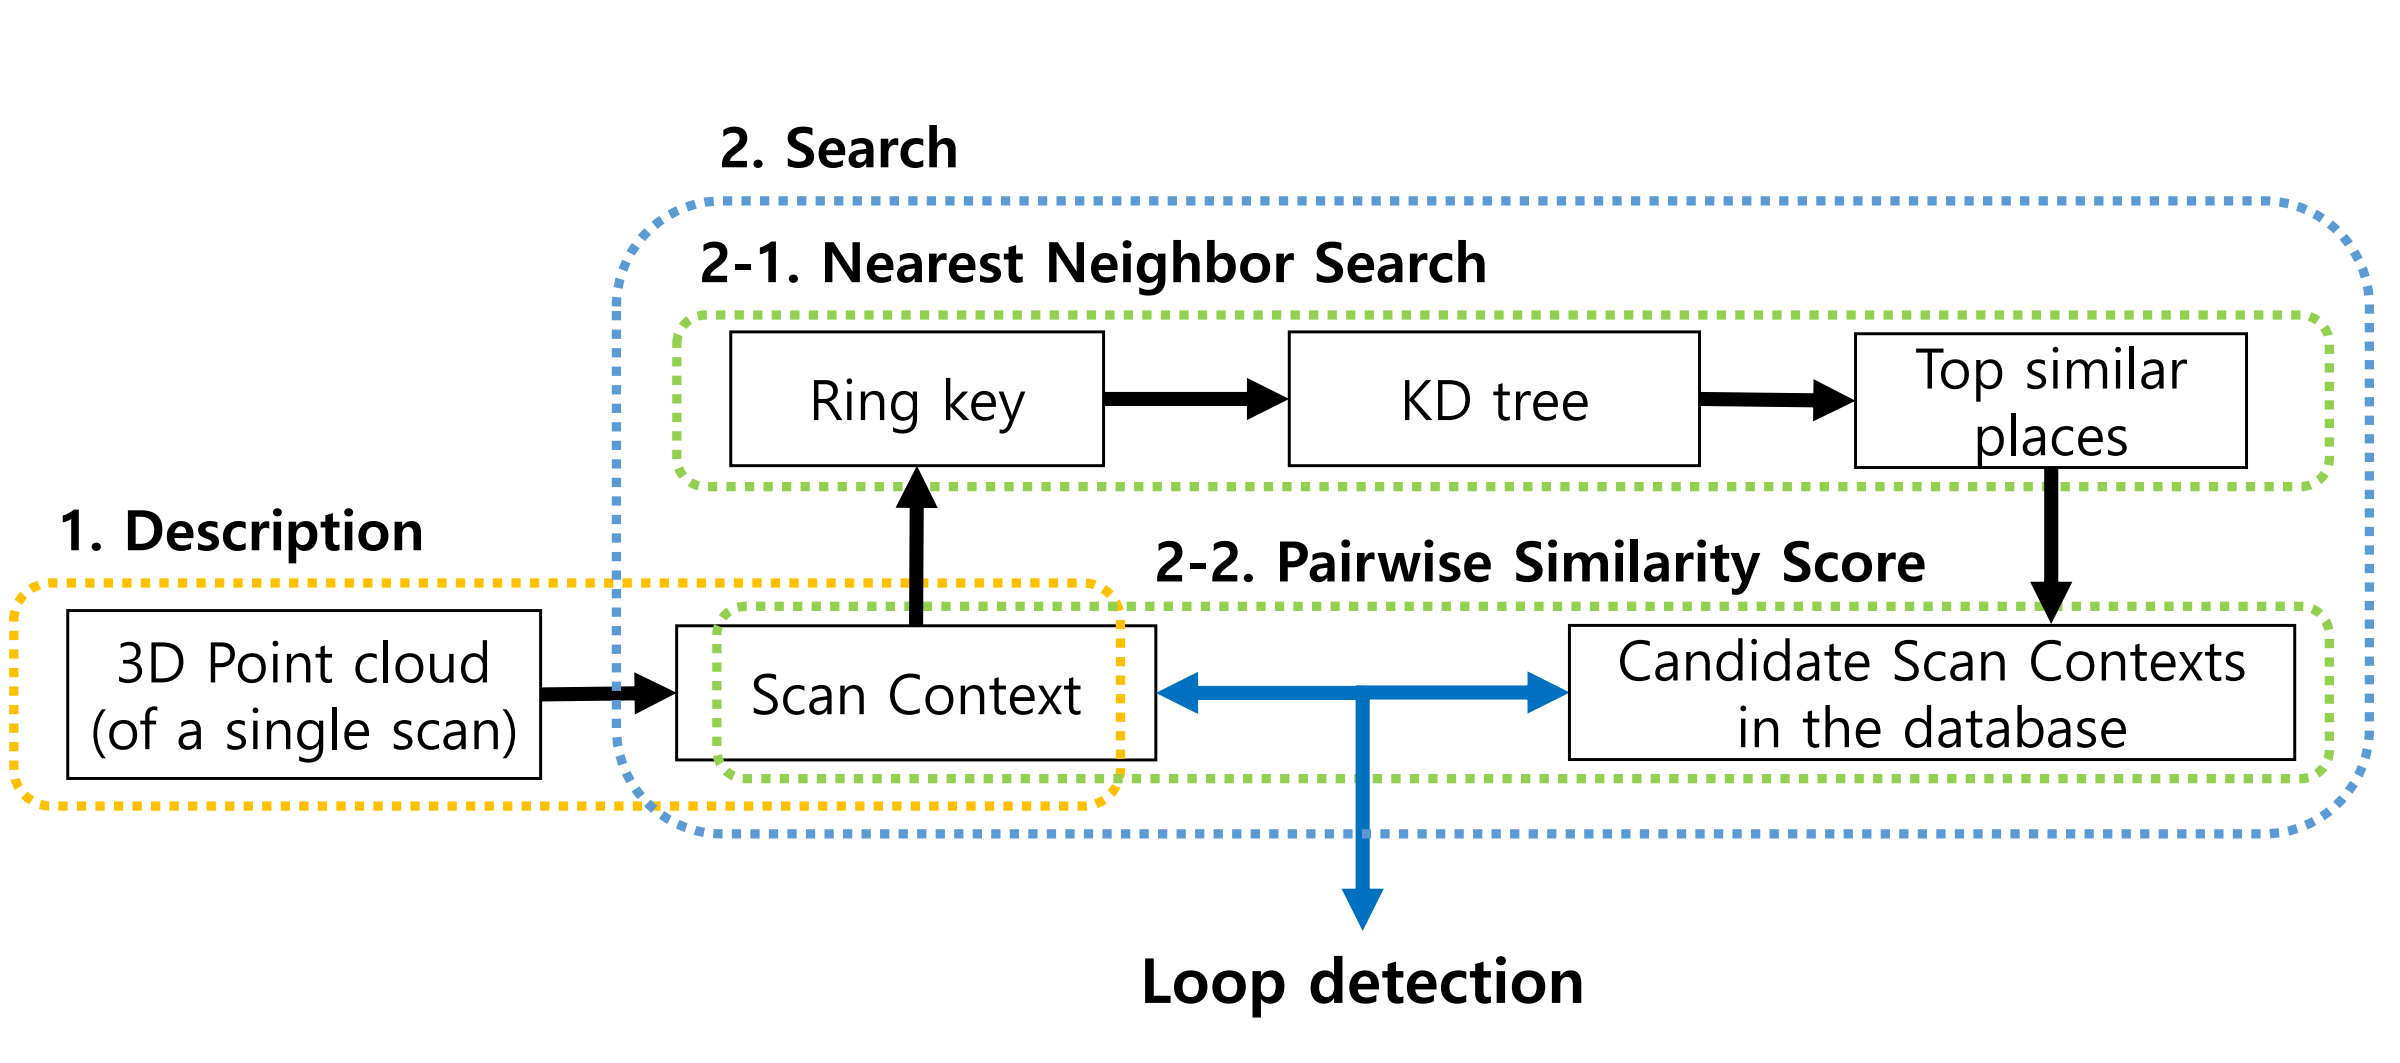 2. Search
2-1. Nearest Neighbor Search
Ring key
KD tree
Top similar
places
1. Description
2-2. Pairwise Similarity Score
3D Point cloud
(of a single scan)
Scan Context
Candidate Scan Contexts
in the database
Loop detection